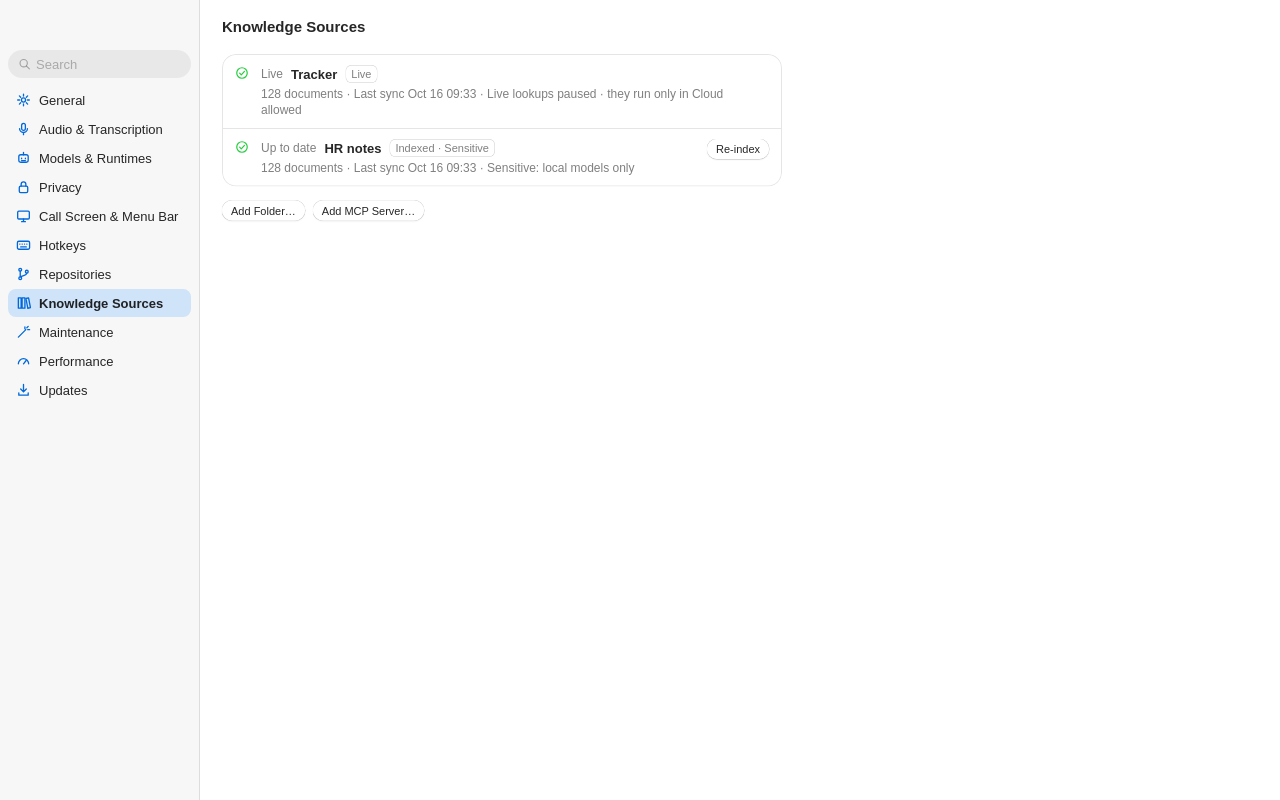 Search
General
Audio & Transcription
Models & Runtimes
Privacy
Call Screen & Menu Bar
Hotkeys
Repositories
Knowledge Sources
Maintenance
Performance
Updates
Knowledge Sources
Live Tracker Live
128 documents · Last sync Oct 16 09:33 · Live lookups paused · they run only in Cloud
allowed
Up to date HR notes Indexed · Sensitive
Re-index
128 documents · Last sync Oct 16 09:33 · Sensitive: local models only
Add Folder… Add MCP Server…